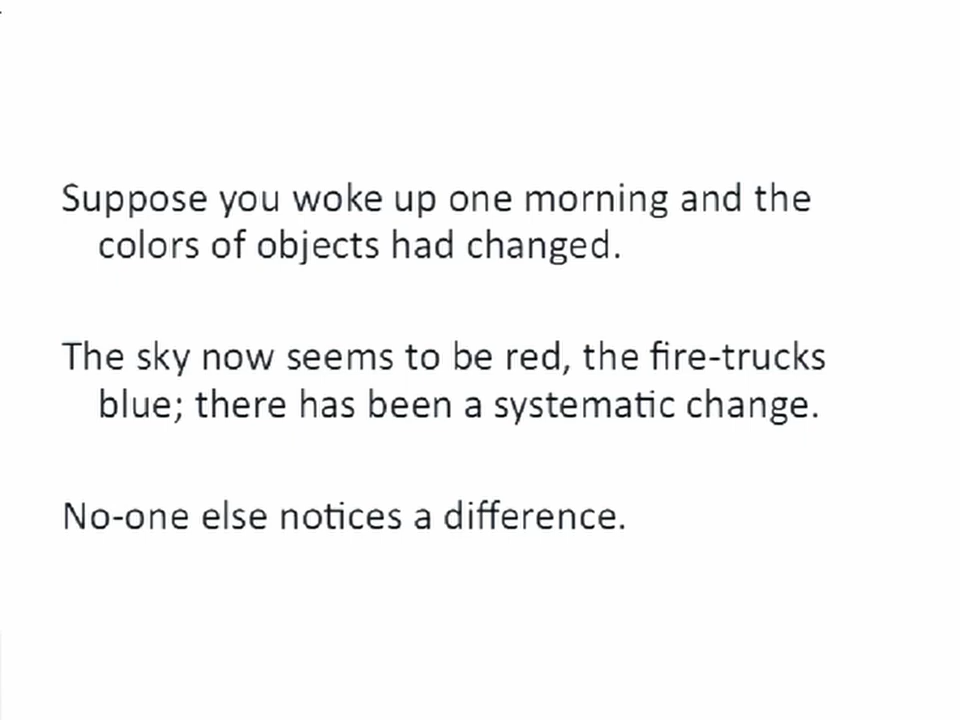 Suppose you woke up one morning and the
colors of objects had changed.
The sky now seems to be red, the fire-trucks
blue; there has been a systematic change.
No-one else notices a difference.